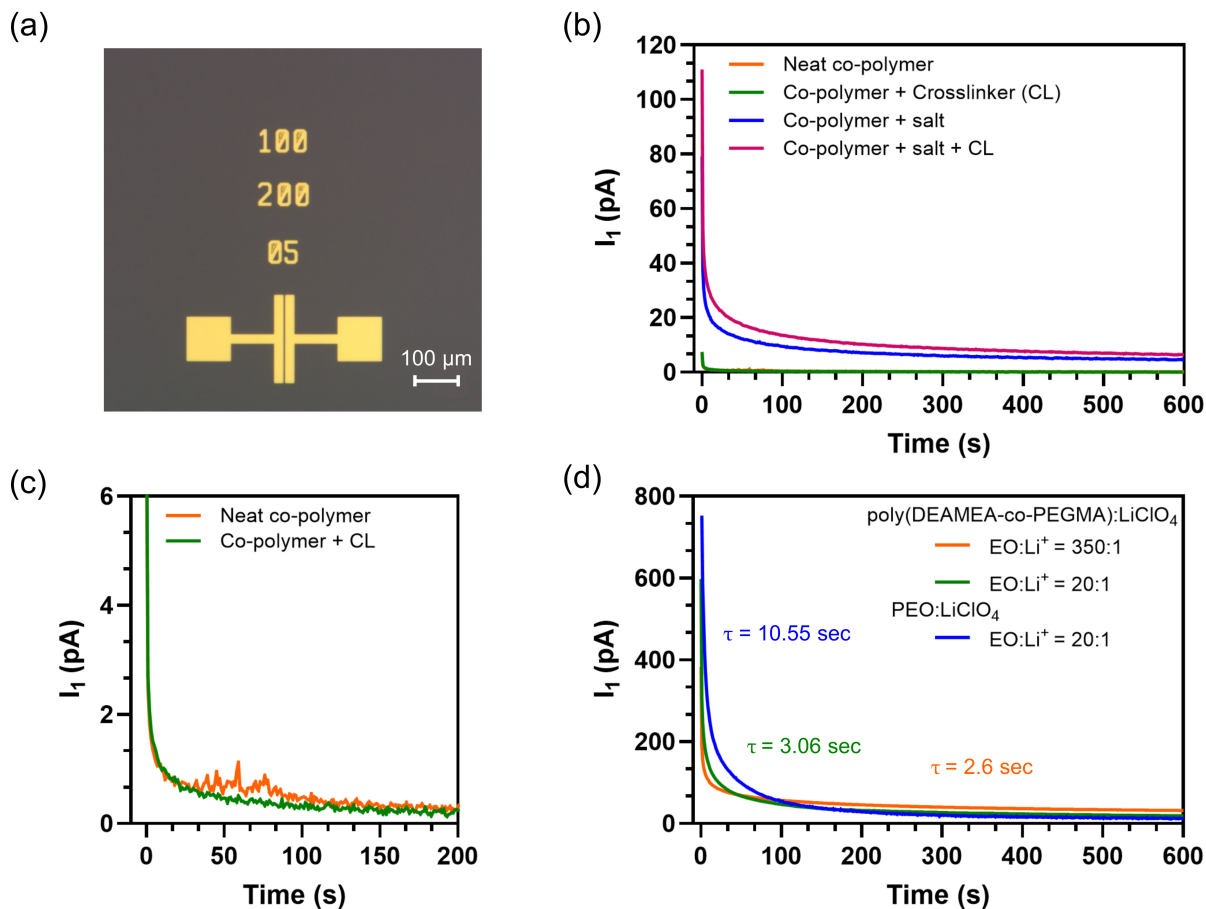 (a)
100
200
05
100 µm
(b)
120
100
80
60
40
20
0
I₁ (pA)
Neat co-polymer
Co-polymer + Crosslinker (CL)
Co-polymer + salt
Co-polymer + salt + CL
0 100 200 300 400 500 600
Time (s)
(c)
6
4
2
0
I₁ (pA)
Neat co-polymer
Co-polymer + CL
0 50 100 150 200
Time (s)
(d)
800
600
400
200
0
I₁ (pA)
poly(DEAMEA-co-PEGMA):LiClO₄
EO:Li⁺ = 350:1
EO:Li⁺ = 20:1
PEO:LiClO₄
EO:Li⁺ = 20:1
τ = 10.55 sec
τ = 3.06 sec
τ = 2.6 sec
0 100 200 300 400 500 600
Time (s)